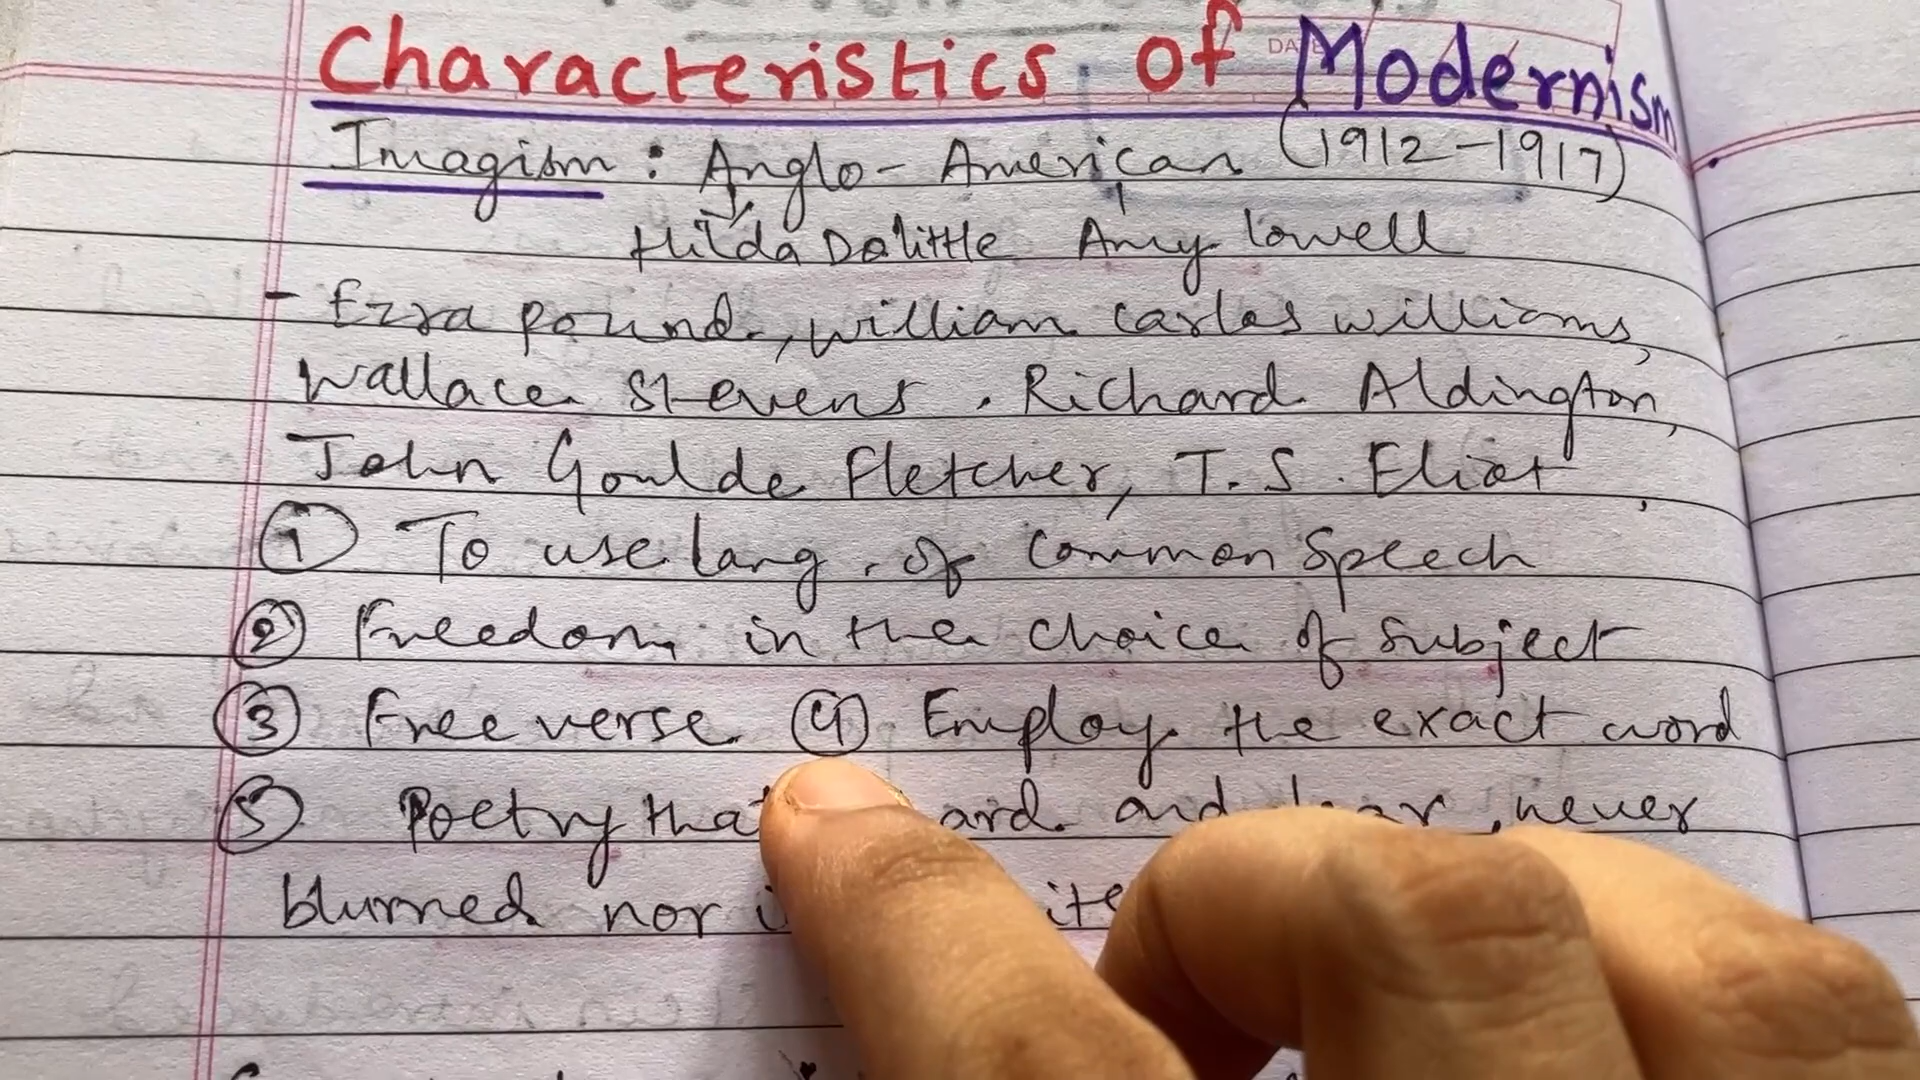 Characteristics of Modernism
Imagism : Anglo - American (1912-1917)
Hilda Dolittle Amy Lowell
- Ezra Pound, William Carlos Williams,
Wallace Stevens, Richard Aldington,
John Goulde Fletcher, T. S. Eliot,
① To use lang. of Common Speech
② Freedom in the choice of Subject
③ Free verse ④ Employ the exact word
⑤ Poetry and never
blurred nor